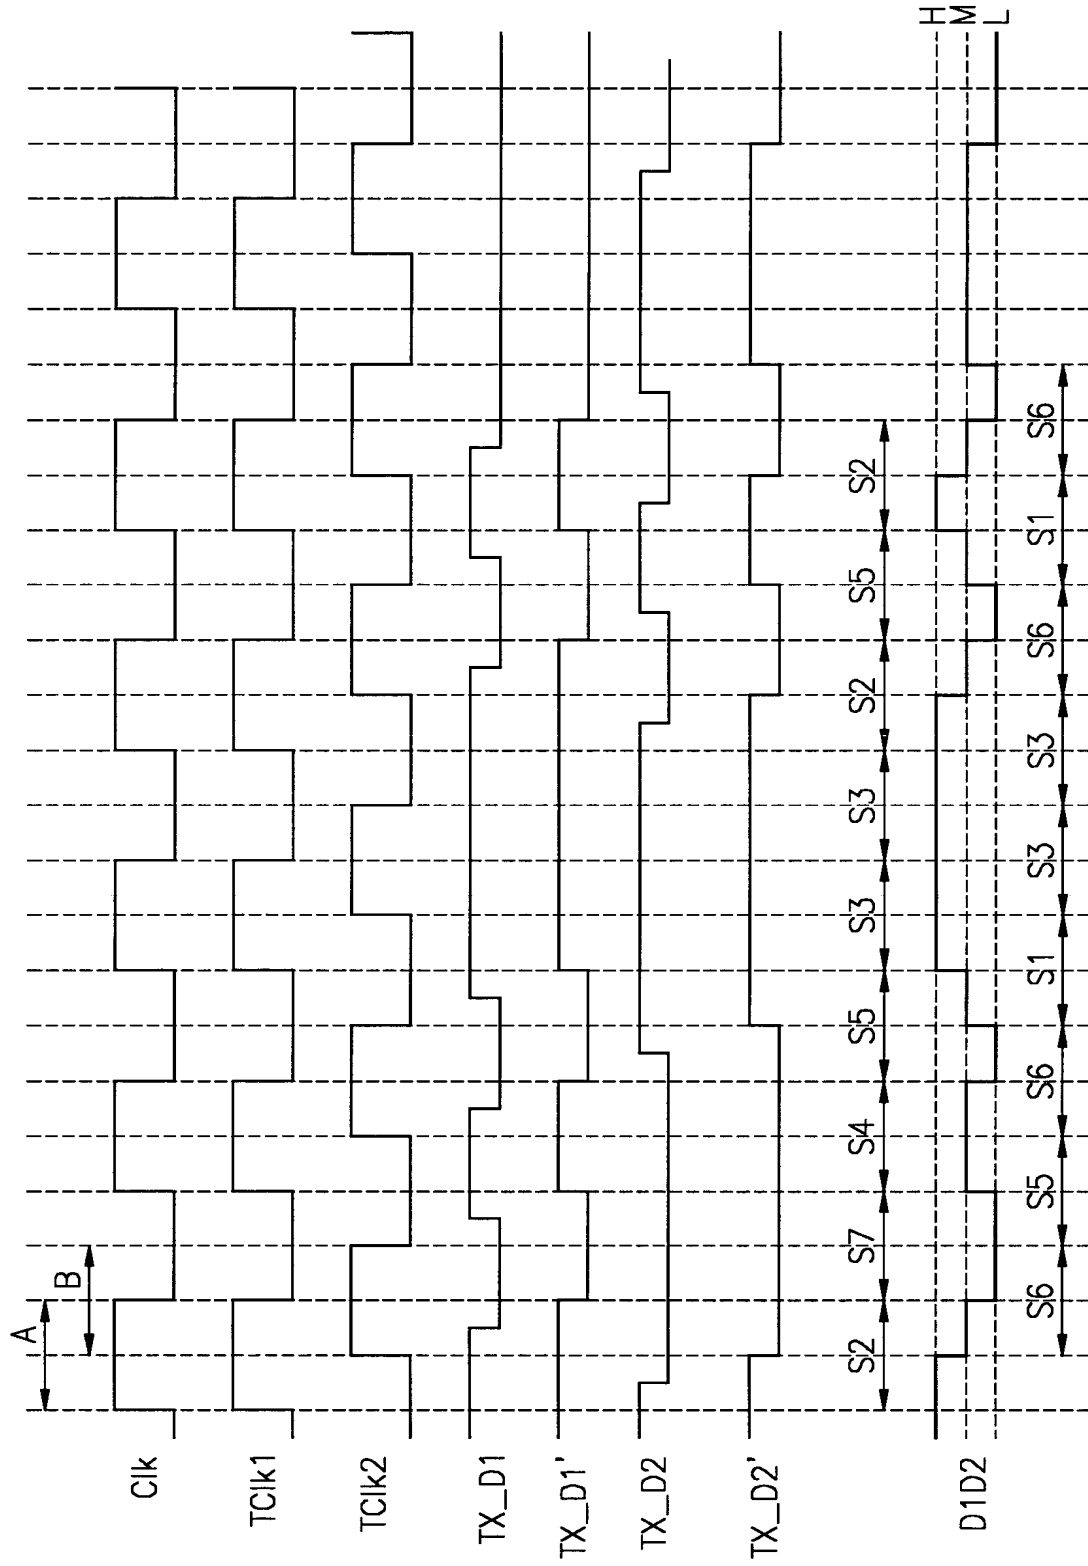 A
B
Clk
TClk1
TClk2
TX_D1
TX_D1'
TX_D2
TX_D2'
S2 S7 S4 S5 S3 S3 S2 S5 S2
D1D2
H
M
L
S6 S5 S6 S1 S3 S3 S6 S1 S6